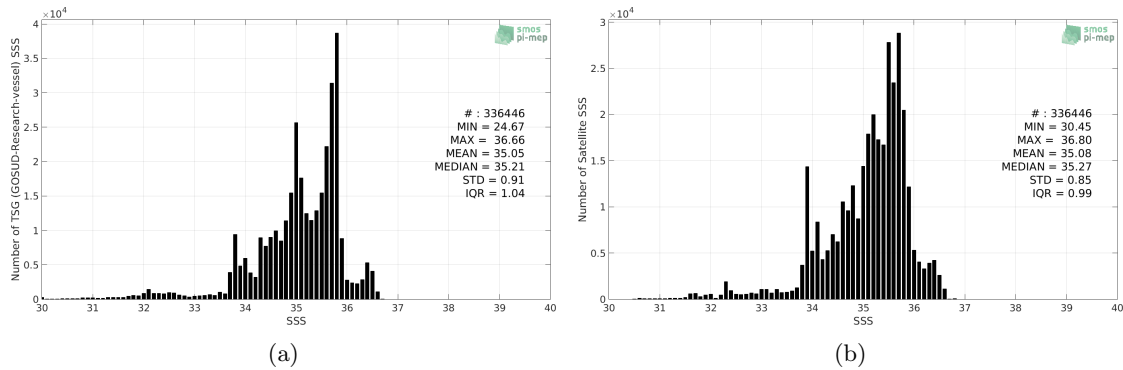 ×10⁴
4
3.5
3
2.5
2
1.5
1
0.5
0
Number of TSG (GOSUD-Research-vessel) SSS
smos
pi-mep
# : 336446
MIN = 24.67
MAX = 36.66
MEAN = 35.05
MEDIAN = 35.21
STD = 0.91
IQR = 1.04
30 31 32 33 34 35 36 37 38 39 40
SSS
(a)
×10⁴
3
2.5
2
1.5
1
0.5
0
Number of Satellite SSS
smos
pi-mep
# : 336446
MIN = 30.45
MAX = 36.80
MEAN = 35.08
MEDIAN = 35.27
STD = 0.85
IQR = 0.99
30 31 32 33 34 35 36 37 38 39 40
SSS
(b)